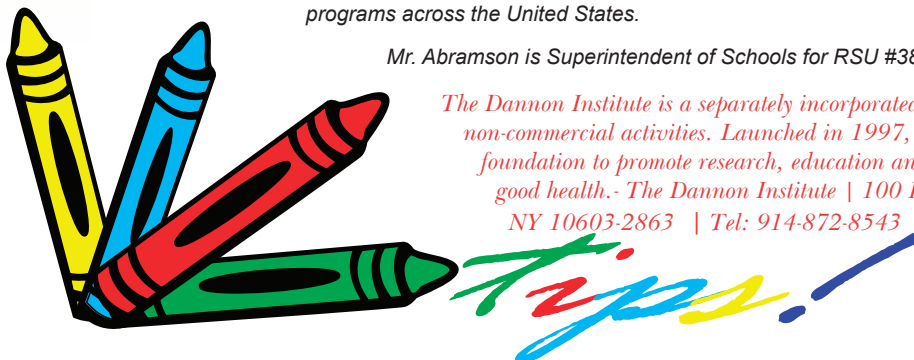 programs across the United States.
Mr. Abramson is Superintendent of Schools for RSU #38
The Dannon Institute is a separately incorporated
non-commercial activities. Launched in 1997,
foundation to promote research, education an
good health.- The Dannon Institute | 100
NY 10603-2863 | Tel: 914-872-8543
Tips!